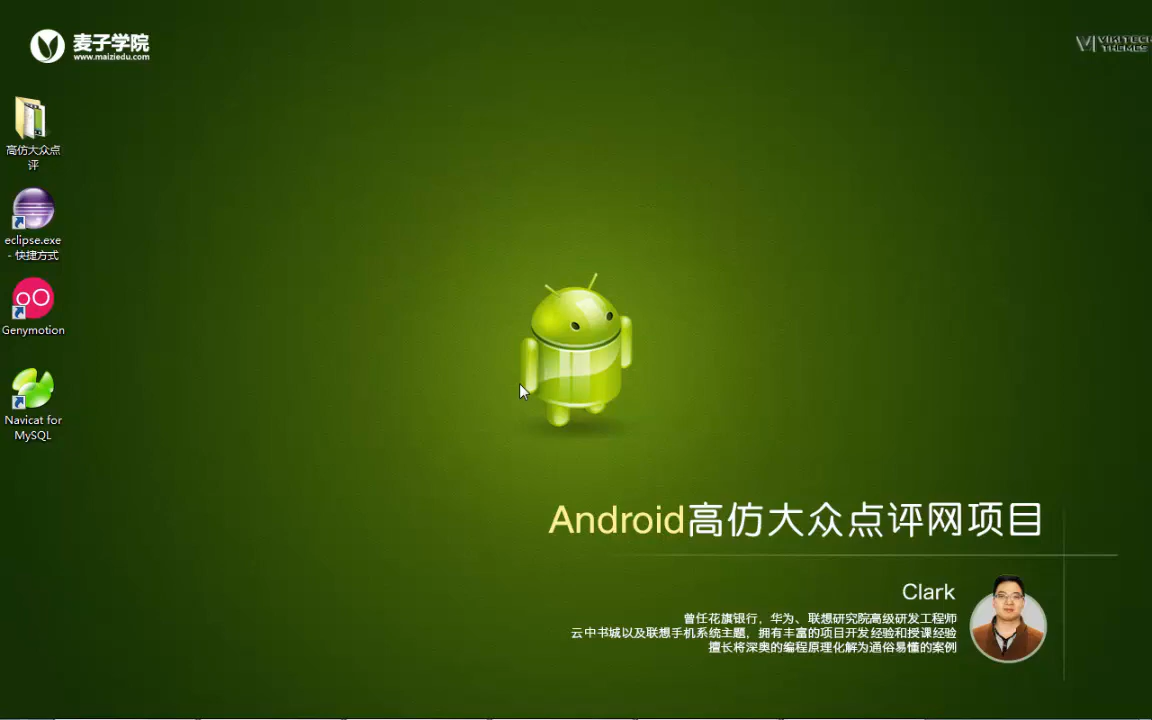 麦子学院
www.maiziedu.com
VIKITECH
THEMES
高仿大众点
评
eclipse.exe
- 快捷方式
Genymotion
Navicat for
MySQL
Android高仿大众点评网项目
Clark
曾任花旗银行，华为、联想研究院高级研发工程师
云中书城以及联想手机系统主题，拥有丰富的项目开发经验和授课经验
擅长将深奥的编程原理化解为通俗易懂的案例